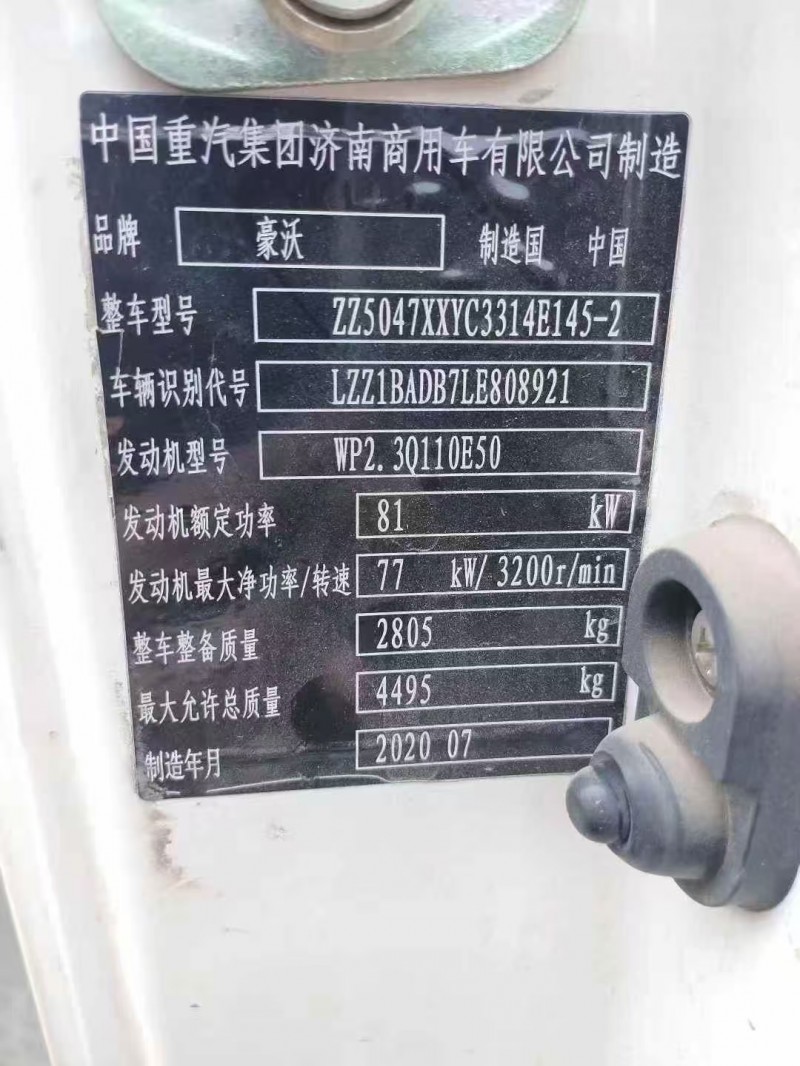 中国重汽集团济南商用车有限公司制造
品牌 豪沃 制造国 中国
整车型号 ZZ5047XXYC3314E145-2
车辆识别代号 LZZ1BADB7LE808921
发动机型号 WP2.3Q110E50
发动机额定功率 81 kW
发动机最大净功率/转速 77 kW/3200r/min
整车整备质量 2805 kg
最大允许总质量 4495 kg
制造年月 2020 07